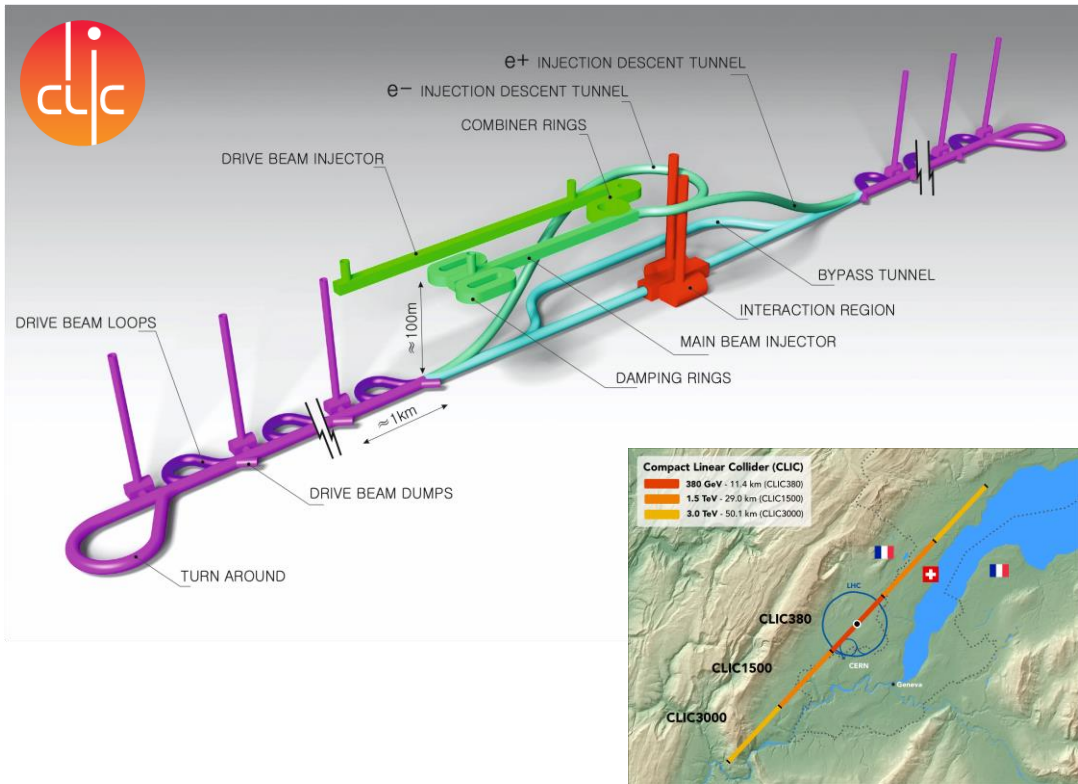 clic
e+ INJECTION DESCENT TUNNEL
e− INJECTION DESCENT TUNNEL
COMBINER RINGS
DRIVE BEAM INJECTOR
BYPASS TUNNEL
INTERACTION REGION
MAIN BEAM INJECTOR
DAMPING RINGS
≈100m
≈1km
DRIVE BEAM LOOPS
DRIVE BEAM DUMPS
TURN AROUND
Compact Linear Collider (CLIC)
380 GeV - 11.4 km (CLIC380)
1.5 TeV - 29.0 km (CLIC1500)
3.0 TeV - 50.1 km (CLIC3000)
LHC
CLIC380
CERN
CLIC1500
Geneva
CLIC3000